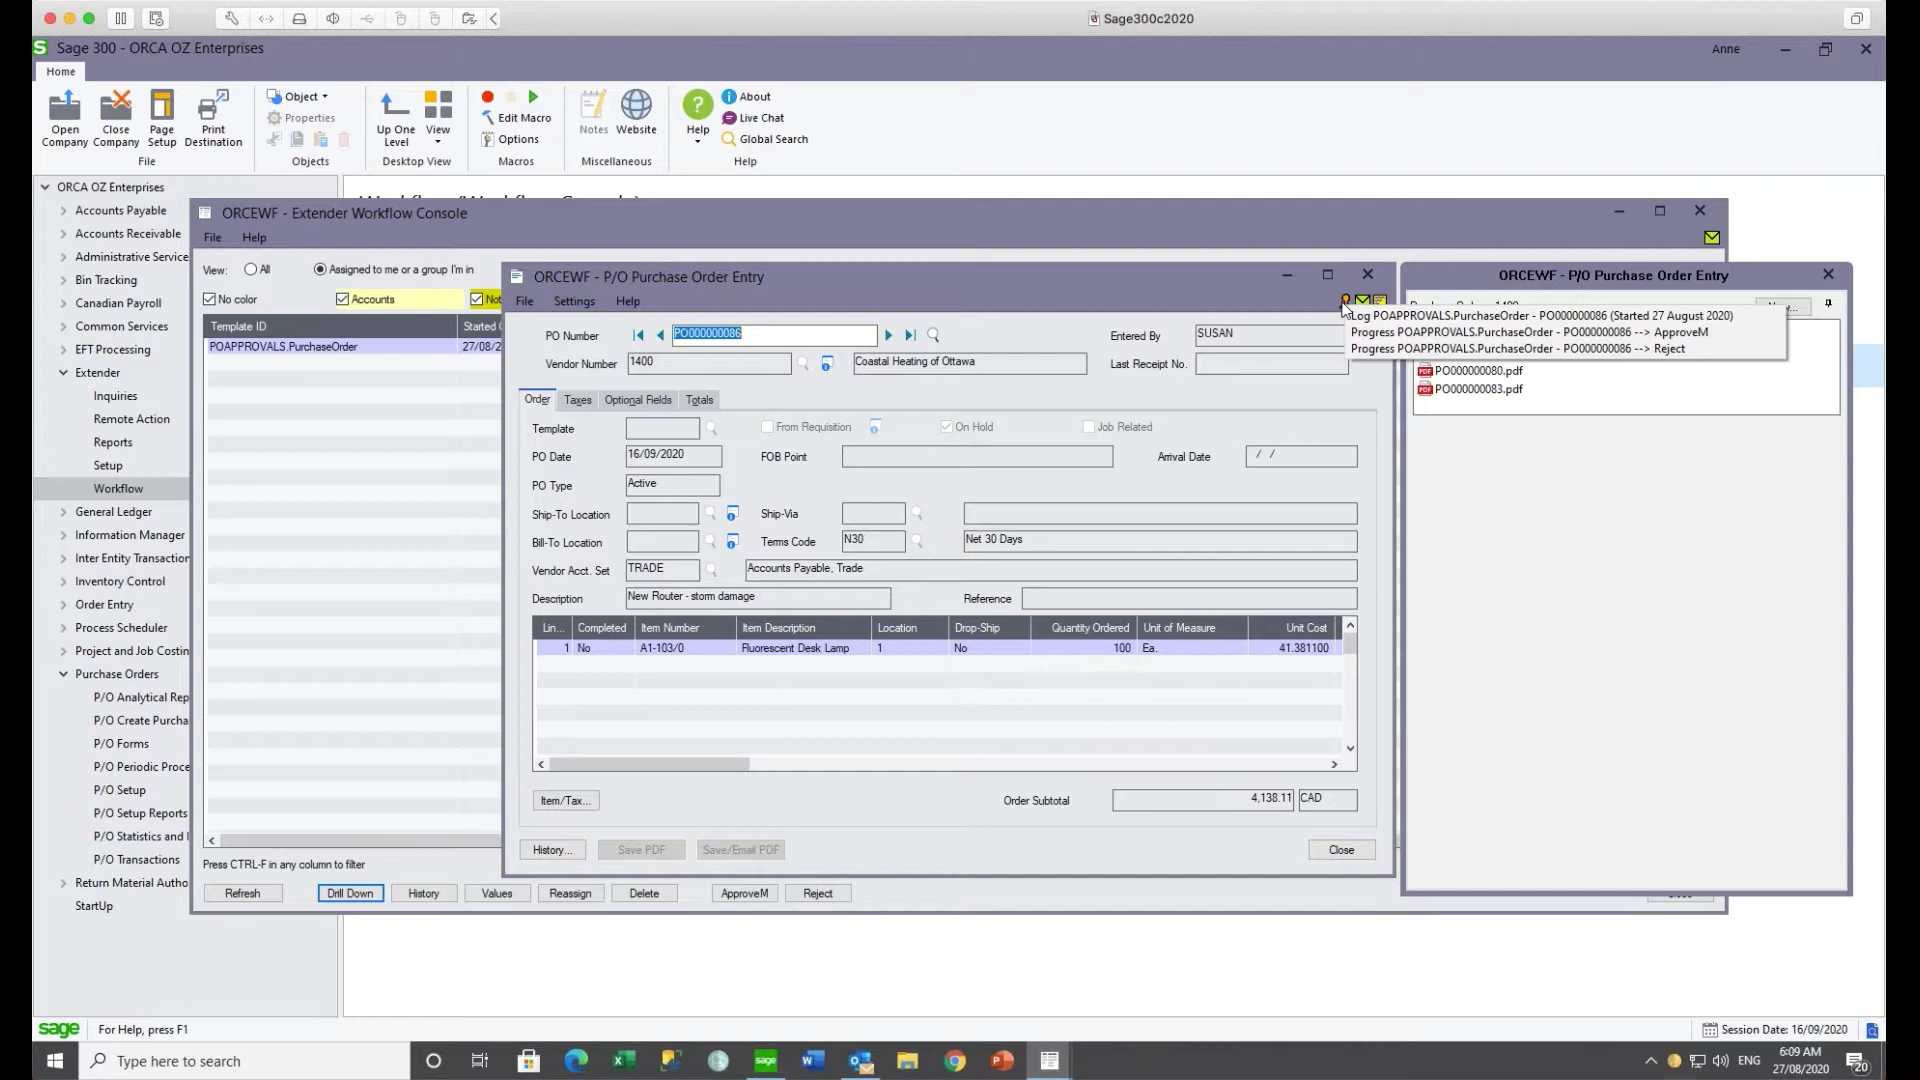 Sage300c2020
Sage 300 - ORCA OZ Enterprises
Anne
Home
Open Company
Close Company
Page Setup
Print Destination
File
Object
Properties
Objects
Up One Level
View
Desktop View
Edit Macro
Options
Macros
Notes
Website
Miscellaneous
Help
About
Live Chat
Global Search
Help
ORCA OZ Enterprises
Accounts Payable
Accounts Receivable
Administrative Service
Bin Tracking
Canadian Payroll
Common Services
EFT Processing
Extender
Inquiries
Remote Action
Reports
Setup
Workflow
General Ledger
Information Manager
Inter Entity Transaction
Inventory Control
Order Entry
Process Scheduler
Project and Job Costin
Purchase Orders
P/O Analytical Rep
P/O Create Purcha
P/O Forms
P/O Periodic Proce
P/O Setup
P/O Setup Reports
P/O Statistics and I
P/O Transactions
Return Material Autho
StartUp
ORCEWF - Extender Workflow Console
File Help
View: All Assigned to me or a group I'm in
No color Accounts Not
Template ID Started
POAPPROVALS.PurchaseOrder 27/08/2
Press CTRL-F in any column to filter
Refresh Drill Down History Values Reassign Delete ApproveM Reject
ORCEWF - P/O Purchase Order Entry
File Settings Help
PO Number PO000000086 Entered By SUSAN
Vendor Number 1400 Coastal Heating of Ottawa Last Receipt No.
Order Taxes Optional Fields Totals
Template From Requisition On Hold Job Related
PO Date 16/09/2020 FOB Point Arrival Date / /
PO Type Active
Ship-To Location Ship-Via
Bill-To Location Terms Code N30 Net 30 Days
Vendor Acct. Set TRADE Accounts Payable, Trade
Description New Router - storm damage Reference
Lin... Completed Item Number Item Description Location Drop-Ship Quantity Ordered Unit of Measure Unit Cost
1 No A1-103/0 Fluorescent Desk Lamp 1 No 100 Ea. 41.381100
Item/Tax... Order Subtotal 4,138.11 CAD
History... Save PDF Save/Email PDF Close
ORCEWF - P/O Purchase Order Entry
Log POAPPROVALS.PurchaseOrder - PO000000086 (Started 27 August 2020)
Progress POAPPROVALS.PurchaseOrder - PO000000086 --> ApproveM
Progress POAPPROVALS.PurchaseOrder - PO000000086 --> Reject
PO000000080.pdf
PO000000083.pdf
sage For Help, press F1
Session Date: 16/09/2020
Type here to search
sage
ENG
6:09 AM
27/08/2020
20